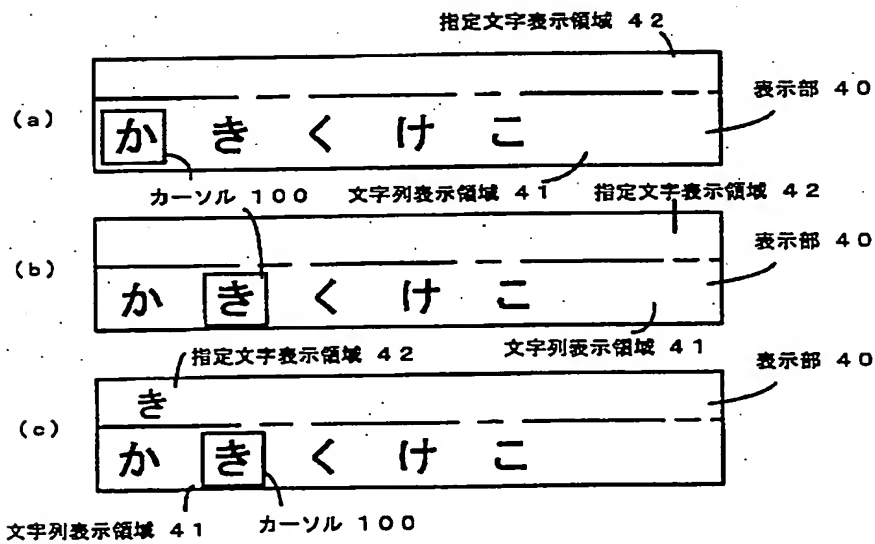 指定文字表示領域 42
表示部 40
(a)
か き く け こ
カーソル 100 文字列表示領域 41 指定文字表示領域 42
表示部 40
(b)
か き く け こ
指定文字表示領域 42 文字列表示領域 41
表示部 40
き
(c)
か き く け こ
文字列表示領域 41 カーソル 100